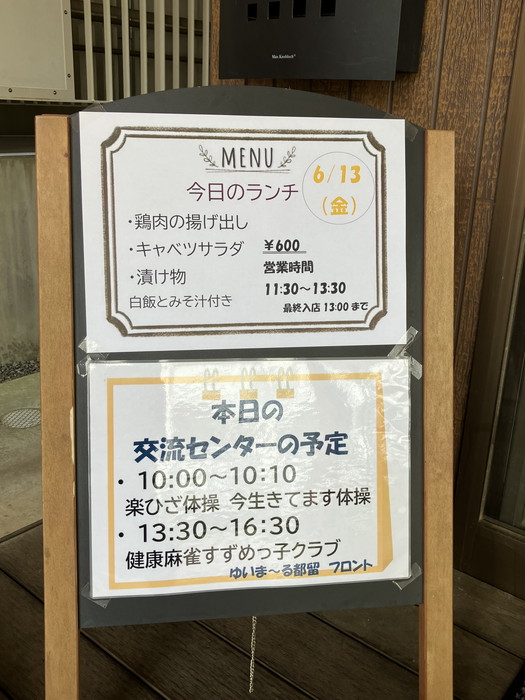 Max Knobloch®
MENU
今日のランチ
6/13
(金)
・鶏肉の揚げ出し
・キャベツサラダ
・漬け物
白飯とみそ汁付き
¥600
営業時間
11:30～13:30
最終入店 13:00 まで
本日の
交流センターの予定
・10:00～10:10
楽ひざ体操 今生きてます体操
・13:30～16:30
健康麻雀すずめっ子クラブ
ゆいま～る都留 フロント